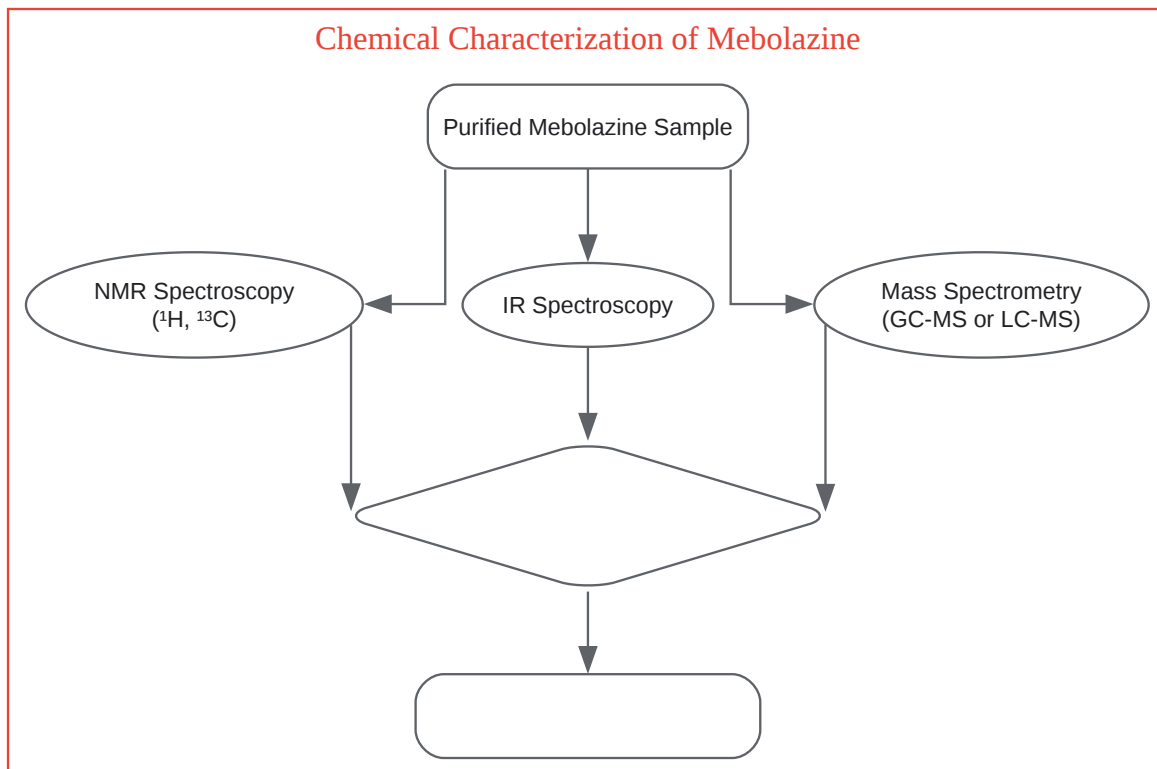 Chemical Characterization of Mebolazine
Purified Mebolazine Sample
NMR Spectroscopy
(¹H, ¹³C)
IR Spectroscopy
Mass Spectrometry
(GC-MS or LC-MS)